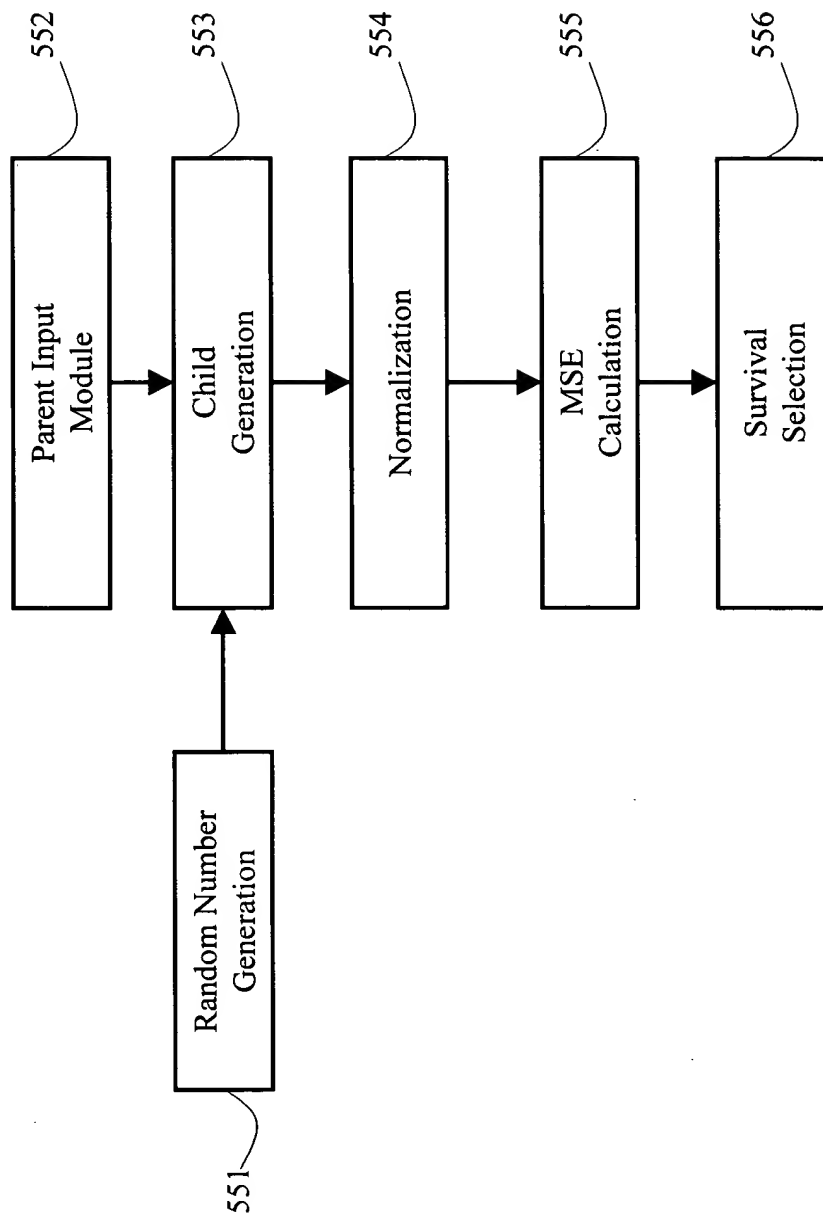 552
Parent Input
Module
553
Child
Generation
551
Random Number
Generation
554
Normalization
555
MSE
Calculation
556
Survival
Selection